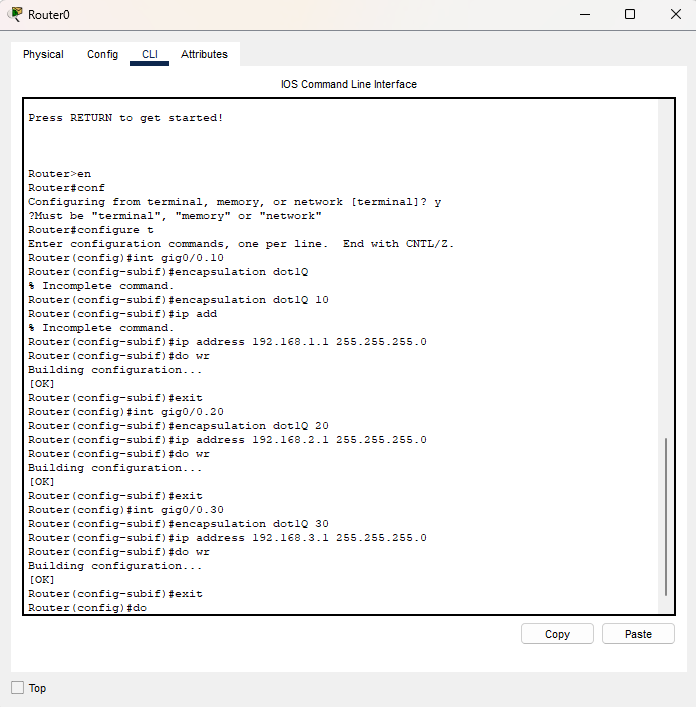 Router0
Physical Config CLI Attributes
IOS Command Line Interface
Press RETURN to get started!
Router>en
Router#conf
Configuring from terminal, memory, or network [terminal]? y
?Must be "terminal", "memory" or "network"
Router#configure t
Enter configuration commands, one per line.  End with CNTL/Z.
Router(config)#int gig0/0.10
Router(config-subif)#encapsulation dot1Q
% Incomplete command.
Router(config-subif)#encapsulation dot1Q 10
Router(config-subif)#ip add
% Incomplete command.
Router(config-subif)#ip address 192.168.1.1 255.255.255.0
Router(config-subif)#do wr
Building configuration...
[OK]
Router(config-subif)#exit
Router(config)#int gig0/0.20
Router(config-subif)#encapsulation dot1Q 20
Router(config-subif)#ip address 192.168.2.1 255.255.255.0
Router(config-subif)#do wr
Building configuration...
[OK]
Router(config-subif)#exit
Router(config)#int gig0/0.30
Router(config-subif)#encapsulation dot1Q 30
Router(config-subif)#ip address 192.168.3.1 255.255.255.0
Router(config-subif)#do wr
Building configuration...
[OK]
Router(config-subif)#exit
Router(config)#do
Copy Paste
Top